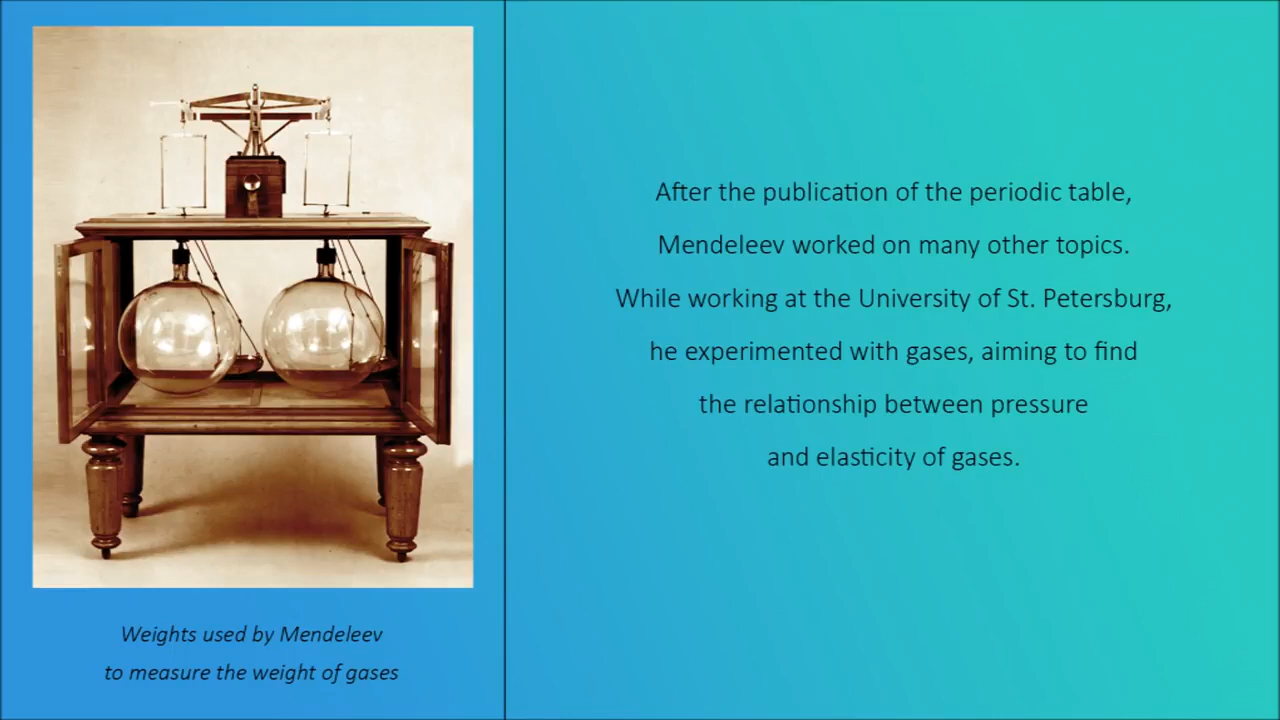 After the publication of the periodic table,
Mendeleev worked on many other topics.
While working at the University of St. Petersburg,
he experimented with gases, aiming to find
the relationship between pressure
and elasticity of gases.
Weights used by Mendeleev
to measure the weight of gases